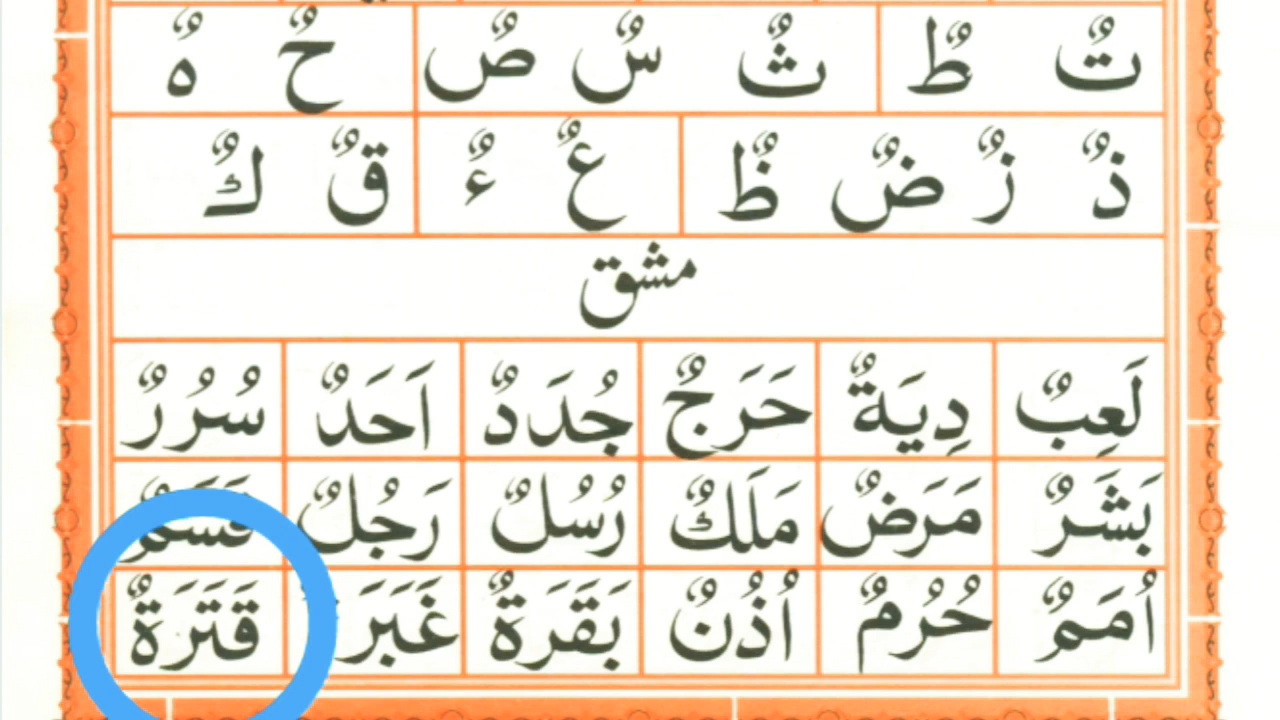 تٌ طٌ ثٌ سٌ صٌ حٌ هٌ
ذٌ زٌ ضٌ ظٌ عٌ ءٌ قٌ كٌ
مشق
لَعِبٌ دِيَةٌ حَرَجٌ جُدَدٌ اَحَدٌ سُرُرٌ
بَشَرٌ مَرَضٌ مَلَكٌ رُسُلٌ رَجُلٌ
اُمَمٌ حُرُمٌ اُذُنٌ بَقَرَةٌ قَتَرَةٌ